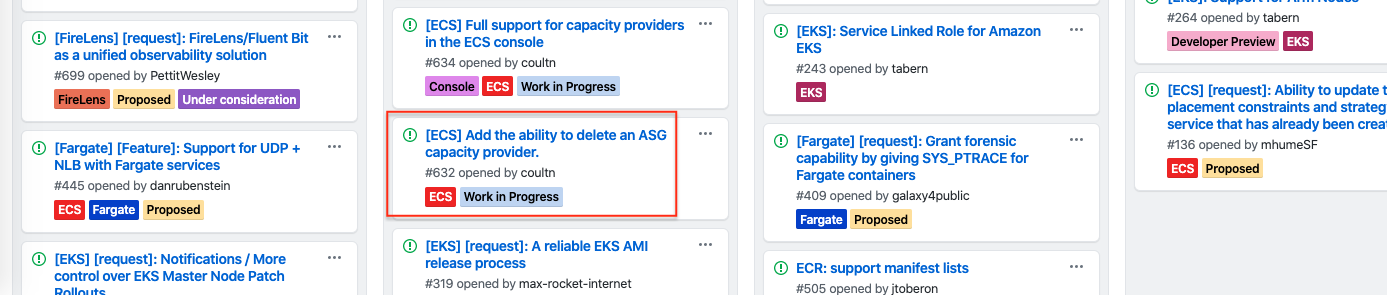 [FireLens] [request]: FireLens/Fluent Bit
as a unified observability solution
#699 opened by PettitWesley
FireLens Proposed Under consideration
[Fargate] [Feature]: Support for UDP +
NLB with Fargate services
#445 opened by danrubenstein
ECS Fargate Proposed
[EKS] [request]: Notifications / More
control over EKS Master Node Patch
Rollouts
[ECS] Full support for capacity providers
in the ECS console
#634 opened by coultn
Console ECS Work in Progress
[ECS] Add the ability to delete an ASG
capacity provider.
#632 opened by coultn
ECS Work in Progress
[EKS] [request]: A reliable EKS AMI
release process
#319 opened by max-rocket-internet
[EKS]: Service Linked Role for Amazon
EKS
#243 opened by tabern
EKS
[Fargate] [request]: Grant forensic
capability by giving SYS_PTRACE for
Fargate containers
#409 opened by galaxy4public
Fargate Proposed
ECR: support manifest lists
#505 opened by jtoberon
[EKS]: Support for Arm Nodes
#264 opened by tabern
Developer Preview EKS
[ECS] [request]: Ability to update
placement constraints and
service that has already been
#136 opened by mhumeSF
ECS Proposed